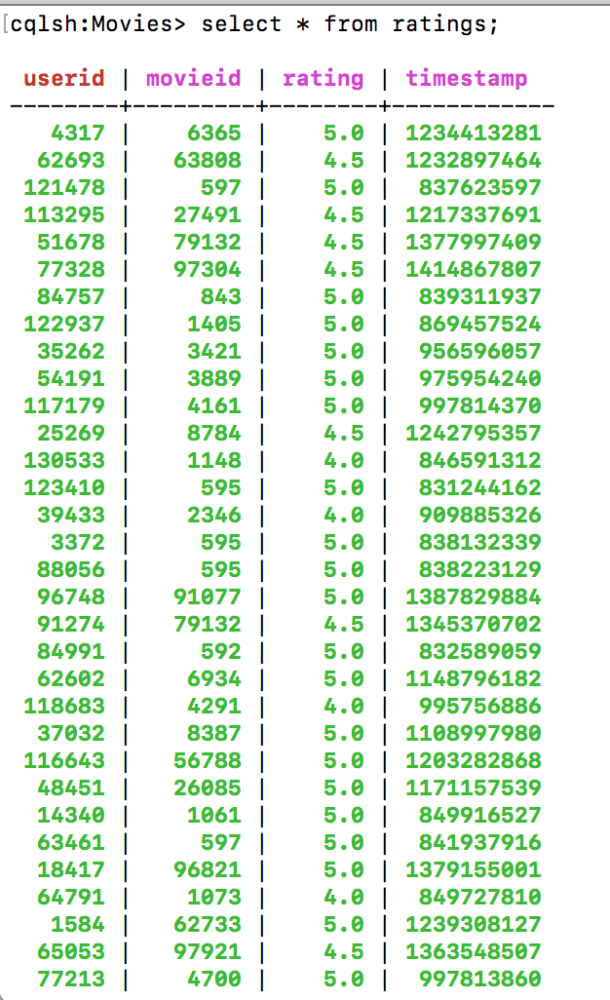 [cqlsh:Movies> select * from ratings;
userid | movieid | rating | timestamp
--------+---------+--------+------------
4317 | 6365 | 5.0 | 1234413281
62693 | 63808 | 4.5 | 1232897464
121478 | 597 | 5.0 | 837623597
113295 | 27491 | 4.5 | 1217337691
51678 | 79132 | 4.5 | 1377997409
77328 | 97304 | 4.5 | 1414867807
84757 | 843 | 5.0 | 839311937
122937 | 1405 | 5.0 | 869457524
35262 | 3421 | 5.0 | 956596057
54191 | 3889 | 5.0 | 975954240
117179 | 4161 | 5.0 | 997814370
25269 | 8784 | 4.5 | 1242795357
130533 | 1148 | 4.0 | 846591312
123410 | 595 | 5.0 | 831244162
39433 | 2346 | 4.0 | 909885326
3372 | 595 | 5.0 | 838132339
88056 | 595 | 5.0 | 838223129
96748 | 91077 | 5.0 | 1387829884
91274 | 79132 | 4.5 | 1345370702
84991 | 592 | 5.0 | 832589059
62602 | 6934 | 5.0 | 1148796182
118683 | 4291 | 4.0 | 995756886
37032 | 8387 | 5.0 | 1108997980
116643 | 56788 | 5.0 | 1203282868
48451 | 26085 | 5.0 | 1171157539
14340 | 1061 | 5.0 | 849916527
63461 | 597 | 5.0 | 841937916
18417 | 96821 | 5.0 | 1379155001
64791 | 1073 | 4.0 | 849727810
1584 | 62733 | 5.0 | 1239308127
65053 | 97921 | 4.5 | 1363548507
77213 | 4700 | 5.0 | 997813860